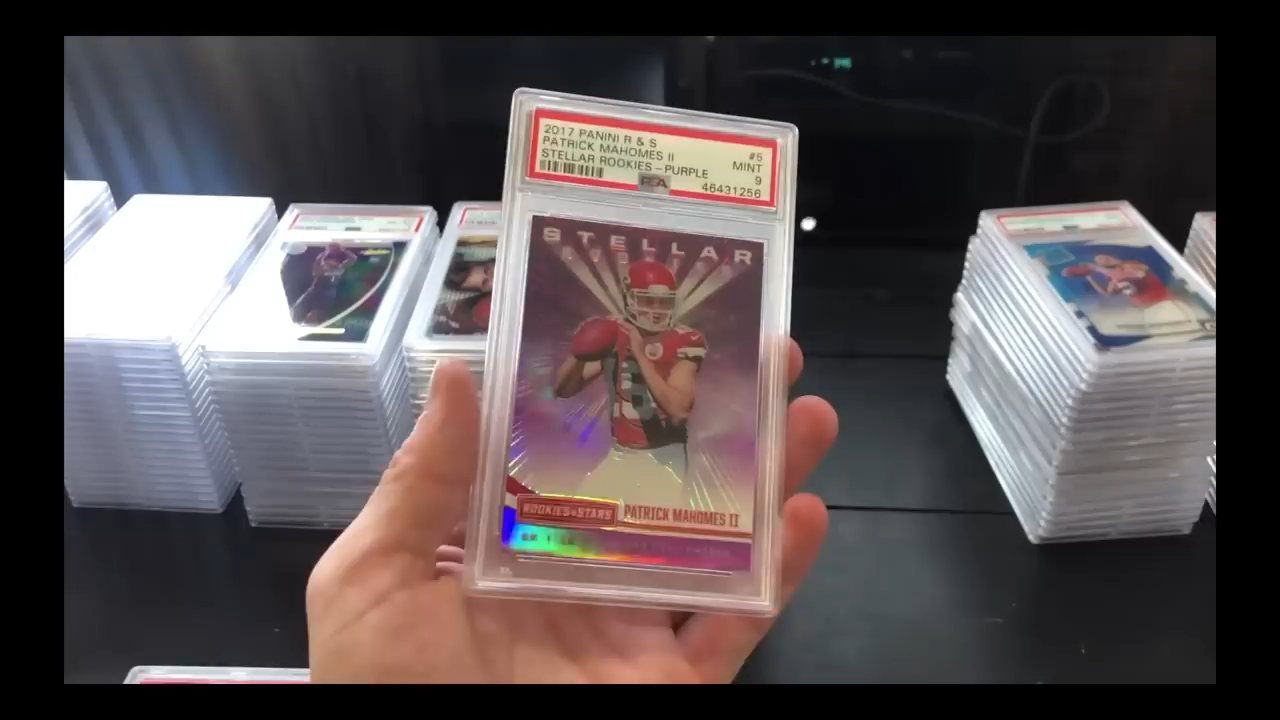 2017 PANINI R & S #5
PATRICK MAHOMES II MINT
STELLAR ROOKIES - PURPLE 9
PSA 46431256
STELLAR
ROOKIES & STARS PATRICK MAHOMES II